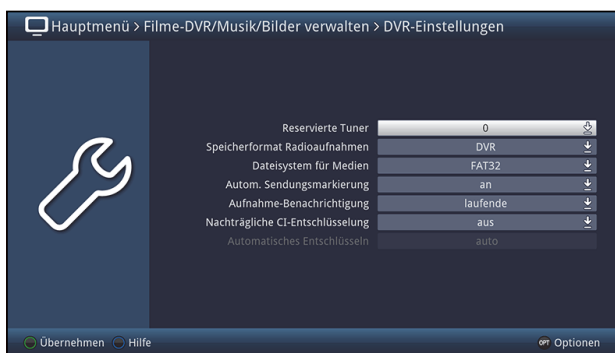 Hauptmenü > Filme-DVR/Musik/Bilder verwalten > DVR-Einstellungen
Reservierte Tuner 0
Speicherformat Radioaufnahmen DVR
Dateisystem für Medien FAT32
Autom. Sendungsmarkierung an
Aufnahme-Benachrichtigung laufende
Nachträgliche CI-Entschlüsselung aus
Automatisches Entschlüsseln auto
Übernehmen Hilfe OPT Optionen